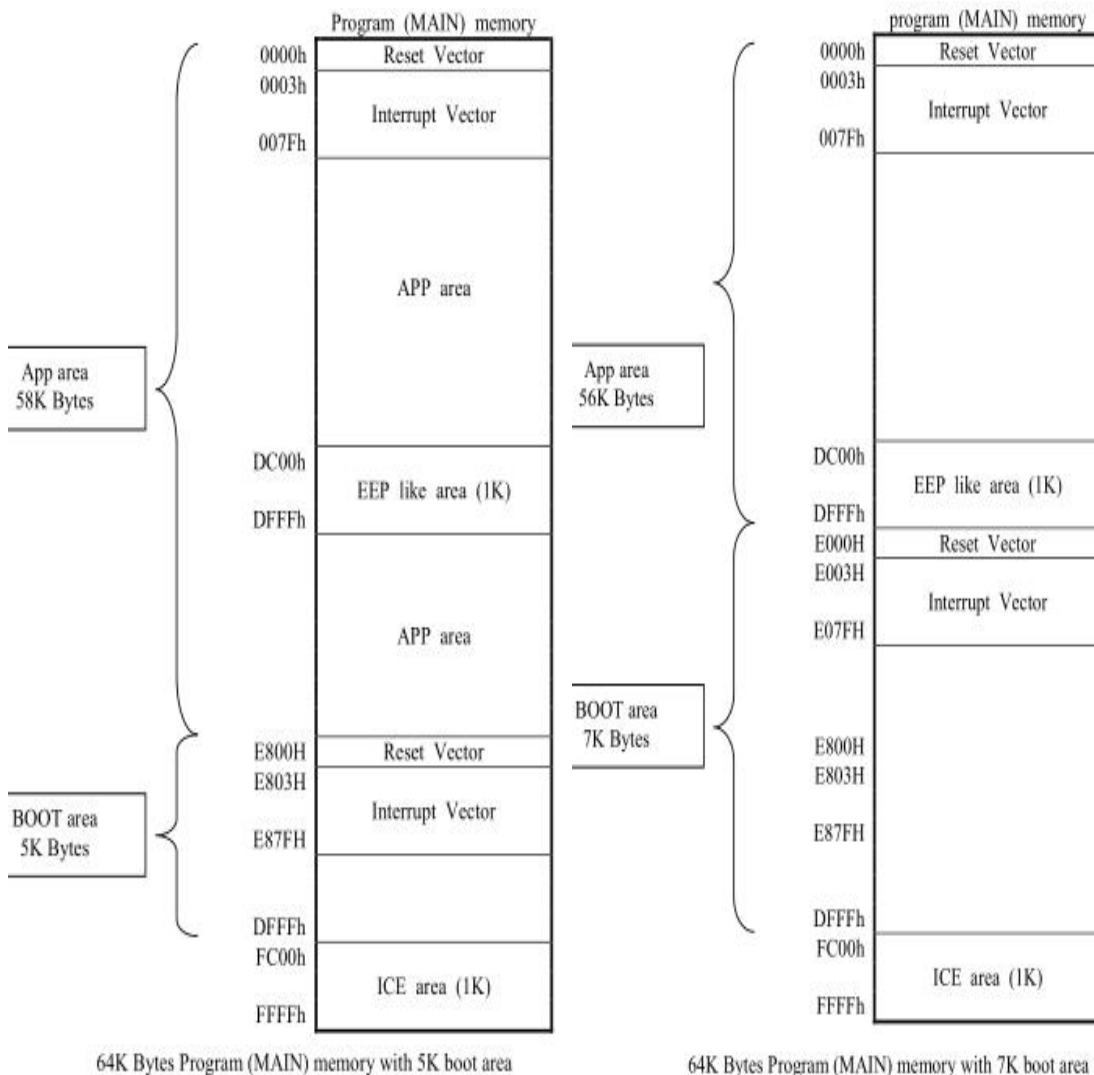 Program (MAIN) memory
0000h
Reset Vector
0003h
Interrupt Vector
007Fh
APP area
App area
58K Bytes
DC00h
EEP like area (1K)
DFFFh
APP area
E800H
Reset Vector
E803H
Interrupt Vector
BOOT area
5K Bytes
E87FH
DFFFh
FC00h
ICE area (1K)
FFFFh
64K Bytes Program (MAIN) memory with 5K boot area
program (MAIN) memory
0000h
Reset Vector
0003h
Interrupt Vector
007Fh
App area
56K Bytes
DC00h
EEP like area (1K)
DFFFh
E000H
Reset Vector
E003H
Interrupt Vector
E07FH
BOOT area
7K Bytes
E800H
E803H
E87FH
DFFFh
FC00h
ICE area (1K)
FFFFh
64K Bytes Program (MAIN) memory with 7K boot area